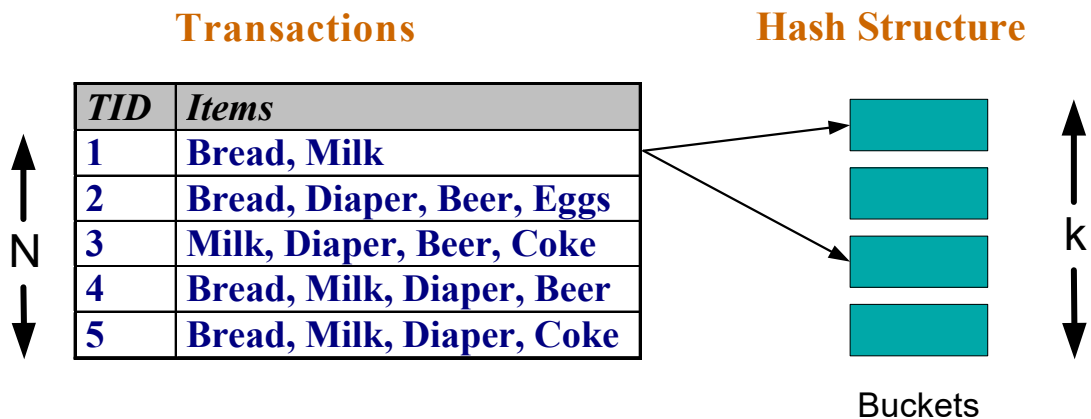 Transactions
Hash Structure
TID Items
1 Bread, Milk
2 Bread, Diaper, Beer, Eggs
3 Milk, Diaper, Beer, Coke
4 Bread, Milk, Diaper, Beer
5 Bread, Milk, Diaper, Coke
N
k
Buckets